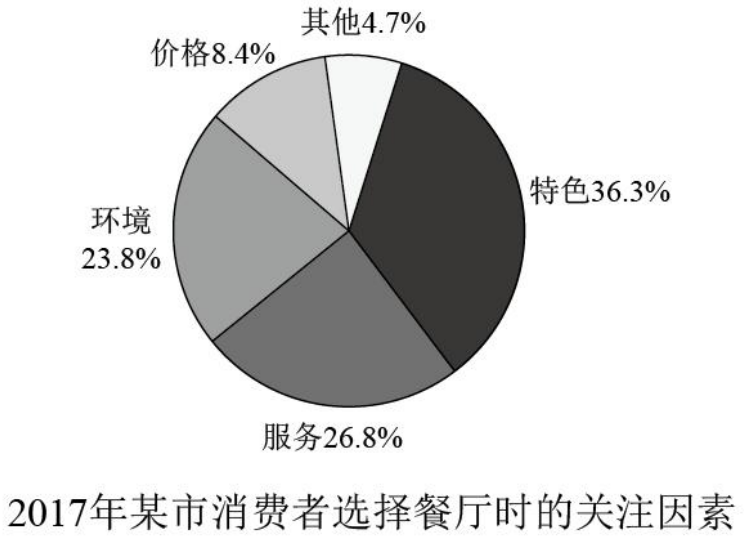 其他4.7%
价格8.4%
特色36.3%
环境
23.8%
服务26.8%
2017年某市消费者选择餐厅时的关注因素